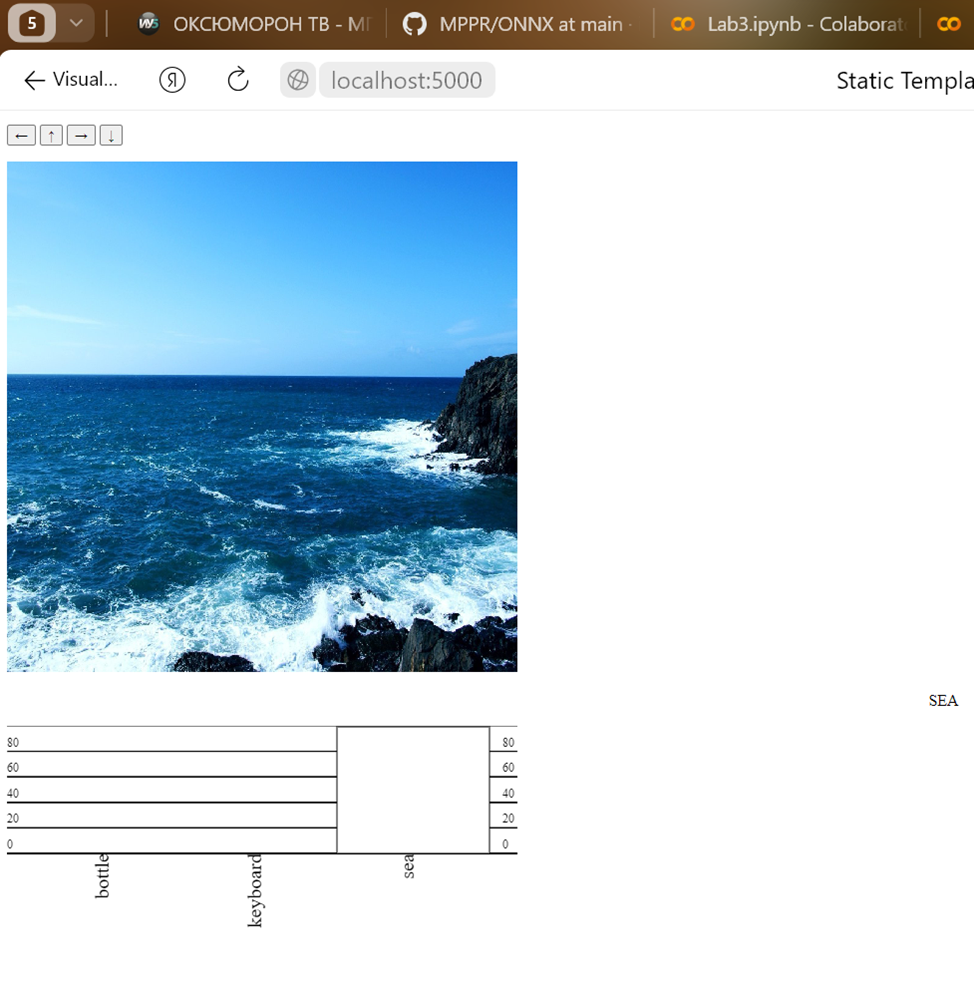 5 ОКСЮМОРОН ТВ - МГ MPPR/ONNX at main · Lab3.ipynb - Colaborato
← Visual... Я localhost:5000 Static Templa
← ↑ → ↓
SEA
80 80
60 60
40 40
20 20
0 0
bottle keyboard sea